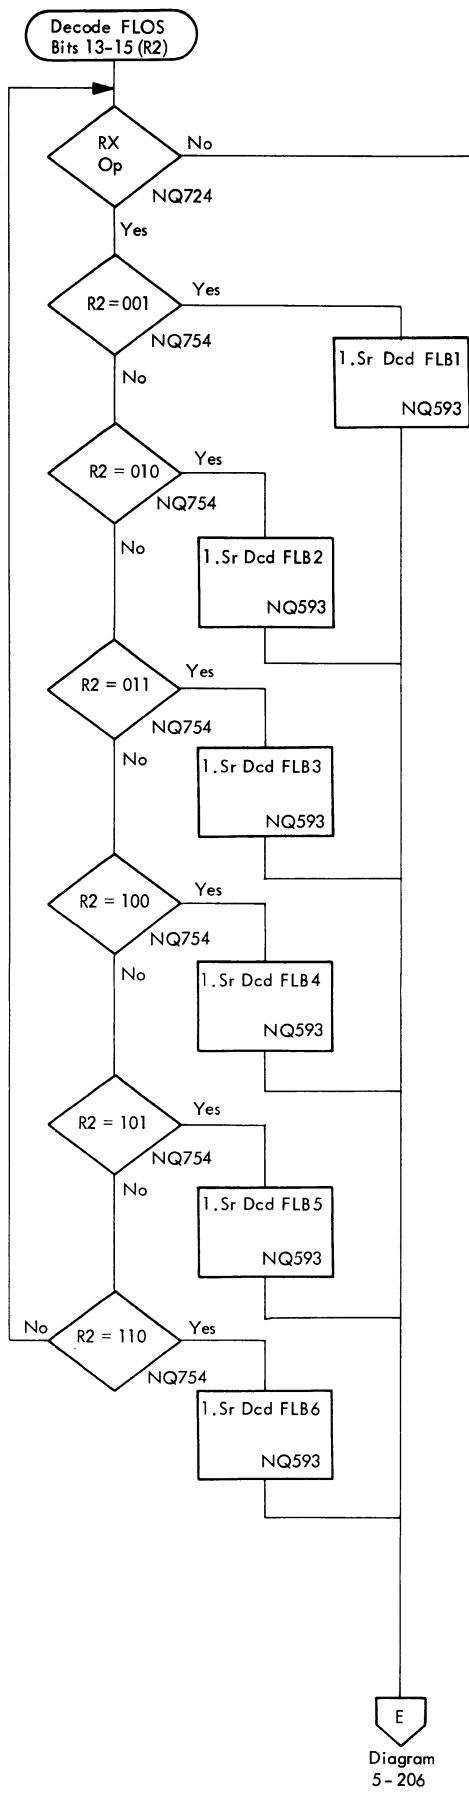 Decode FLOS
Bits 13-15 (R2)
RX
Op
No
NQ724
Yes
R2 = 001
Yes
NQ754
No
1. Sr Dcd FLB1
NQ593
R2 = 010
Yes
NQ754
No
1. Sr Dcd FLB2
NQ593
R2 = 011
Yes
NQ754
No
1. Sr Dcd FLB3
NQ593
R2 = 100
Yes
NQ754
No
1. Sr Dcd FLB4
NQ593
R2 = 101
Yes
NQ754
No
1. Sr Dcd FLB5
NQ593
No
R2 = 110
Yes
NQ754
1. Sr Dcd FLB6
NQ593
E
Diagram
5-206